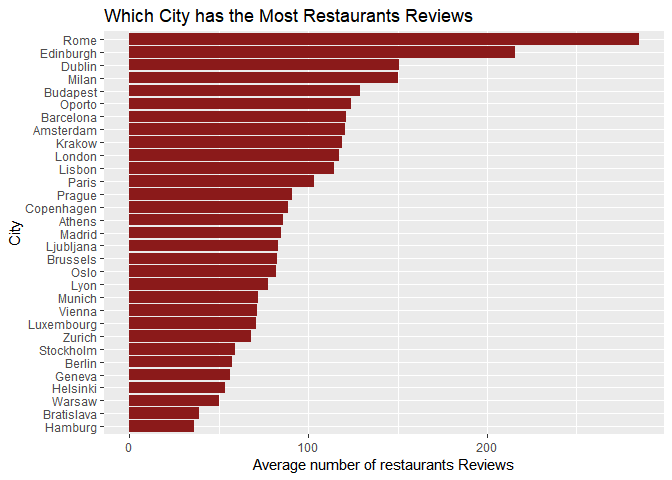 Which City has the Most Restaurants Reviews
Rome
Edinburgh
Dublin
Milan
Budapest
Oporto
Barcelona
Amsterdam
Krakow
London
Lisbon
Paris
Prague
Copenhagen
Athens
Madrid
Ljubljana
Brussels
Oslo
Lyon
Munich
Vienna
Luxembourg
Zurich
Stockholm
Berlin
Geneva
Helsinki
Warsaw
Bratislava
Hamburg
City
0 100 200
Average number of restaurants Reviews